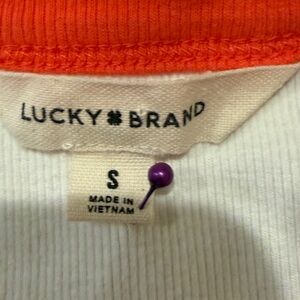 LUCKY BRAND
S
MADE IN
VIETNAM